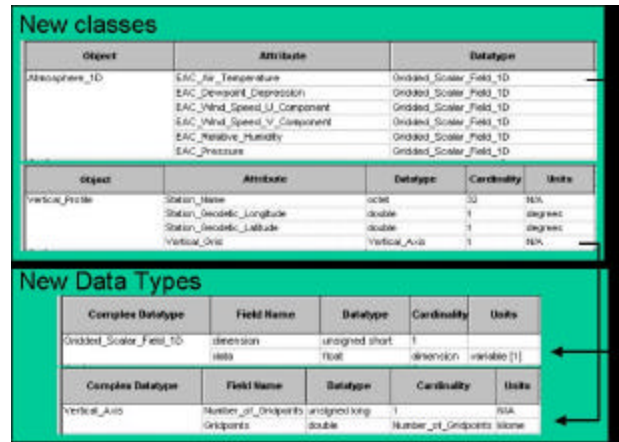 New classes
Object Attribute Datatype
Atmosphere_1D EAC_Air_Temperature Gridded_Scalar_Field_1D
EAC_Dewpoint_Depression Gridded_Scalar_Field_1D
EAC_Wind_Speed_U_Component Gridded_Scalar_Field_1D
EAC_Wind_Speed_V_Component Gridded_Scalar_Field_1D
EAC_Relative_Humidity Gridded_Scalar_Field_1D
EAC_Pressure Gridded_Scalar_Field_1D
Object Attribute Datatype Cardinality Units
Vertical_Profile Station_Name octet 32 N/A
Station_Geodetic_Longitude double 1 degrees
Station_Geodetic_Latitude double 1 degrees
Vertical_Grid Vertical_Axis 1 N/A
New Data Types
Complex Datatype Field Name Datatype Cardinality Units
Gridded_Scalar_Field_1D dimension unsigned short 1
data float dimension variable [1]
Complex Datatype Field Name Datatype Cardinality Units
Vertical_Axis Number_of_Gridpoints unsigned long 1 N/A
Gridpoints double Number_of_Gridpoints